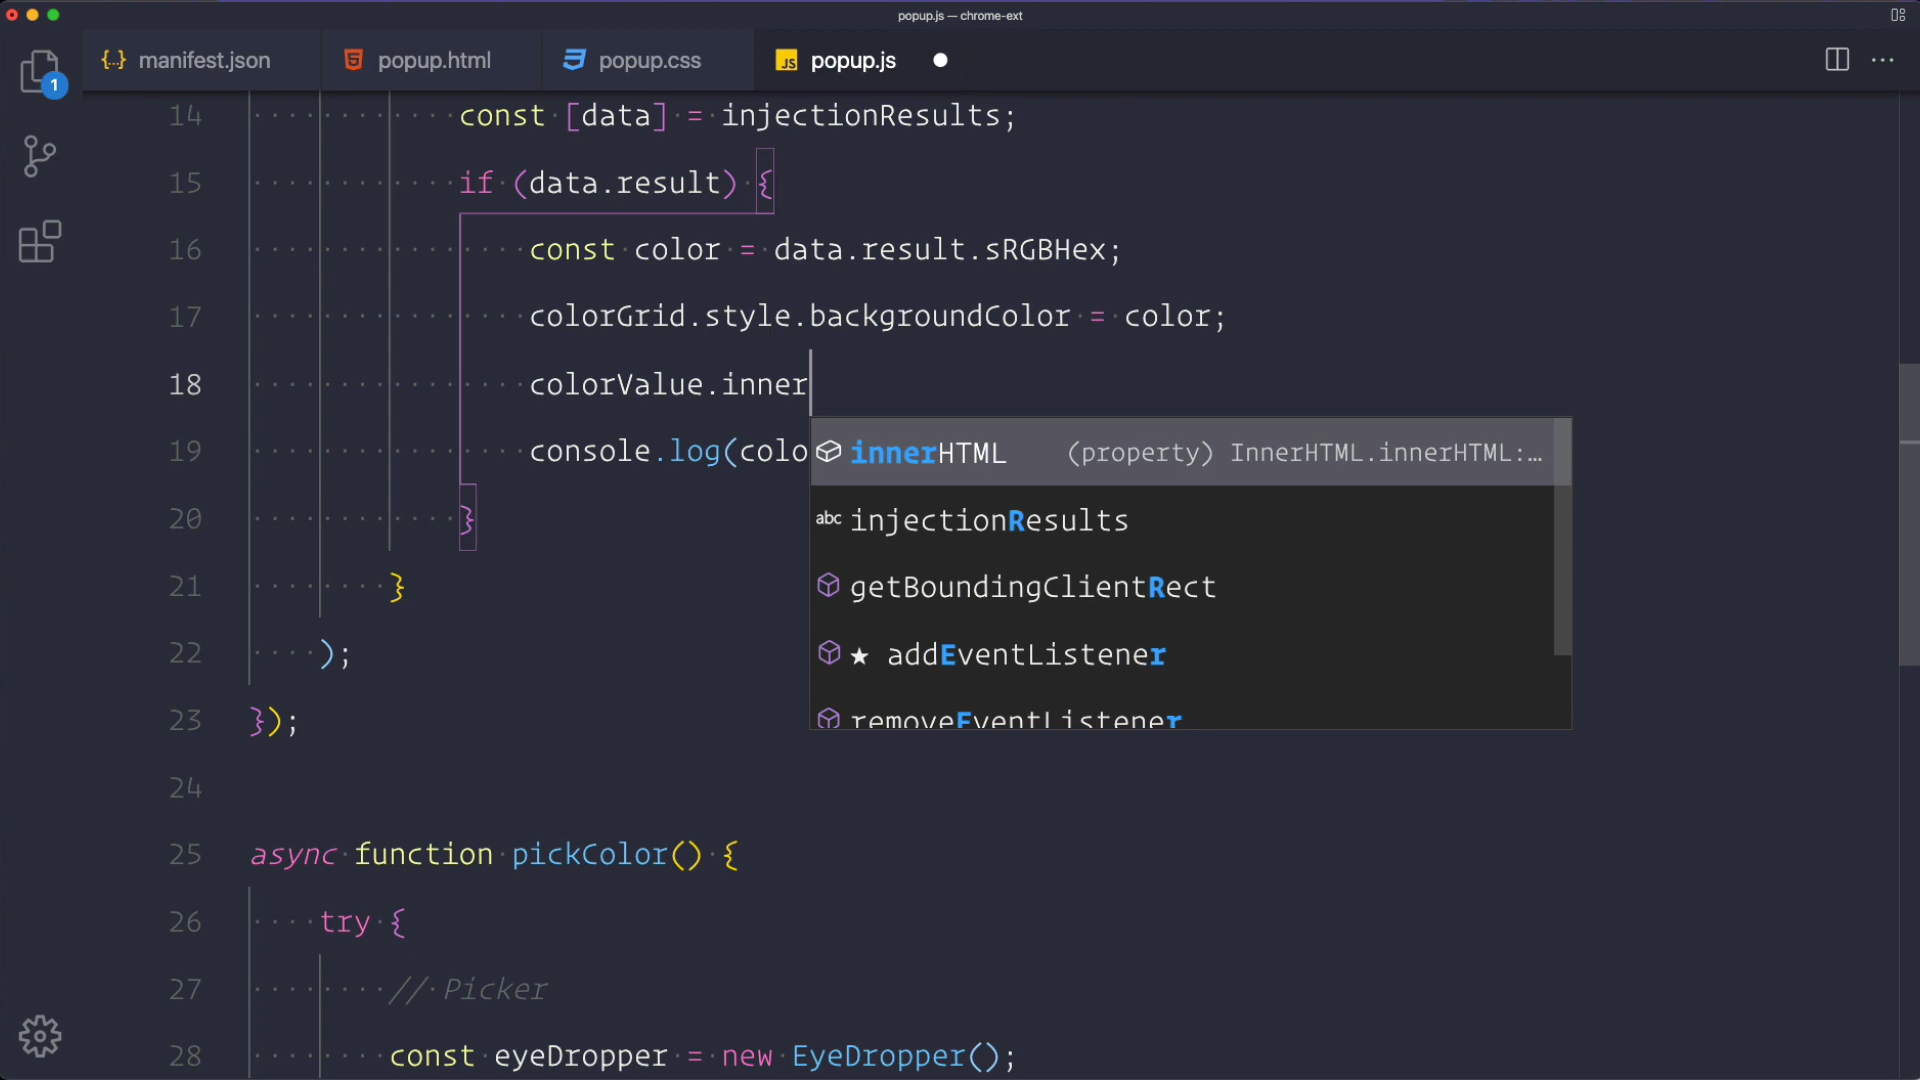 popup.js — chrome-ext
manifest.json popup.html popup.css popup.js
1
14 const [data] = injectionResults;
15 if (data.result) {
16 const color = data.result.sRGBHex;
17 colorGrid.style.backgroundColor = color;
18 colorValue.inner
19 console.log(colo
innerHTML (property) InnerHTML.innerHTML:…
abc injectionResults
getBoundingClientRect
★ addEventListener
removeEventListener
20 }
21 }
22 );
23 });
24
25 async function pickColor() {
26 try {
27 // Picker
28 const eyeDropper = new EyeDropper();